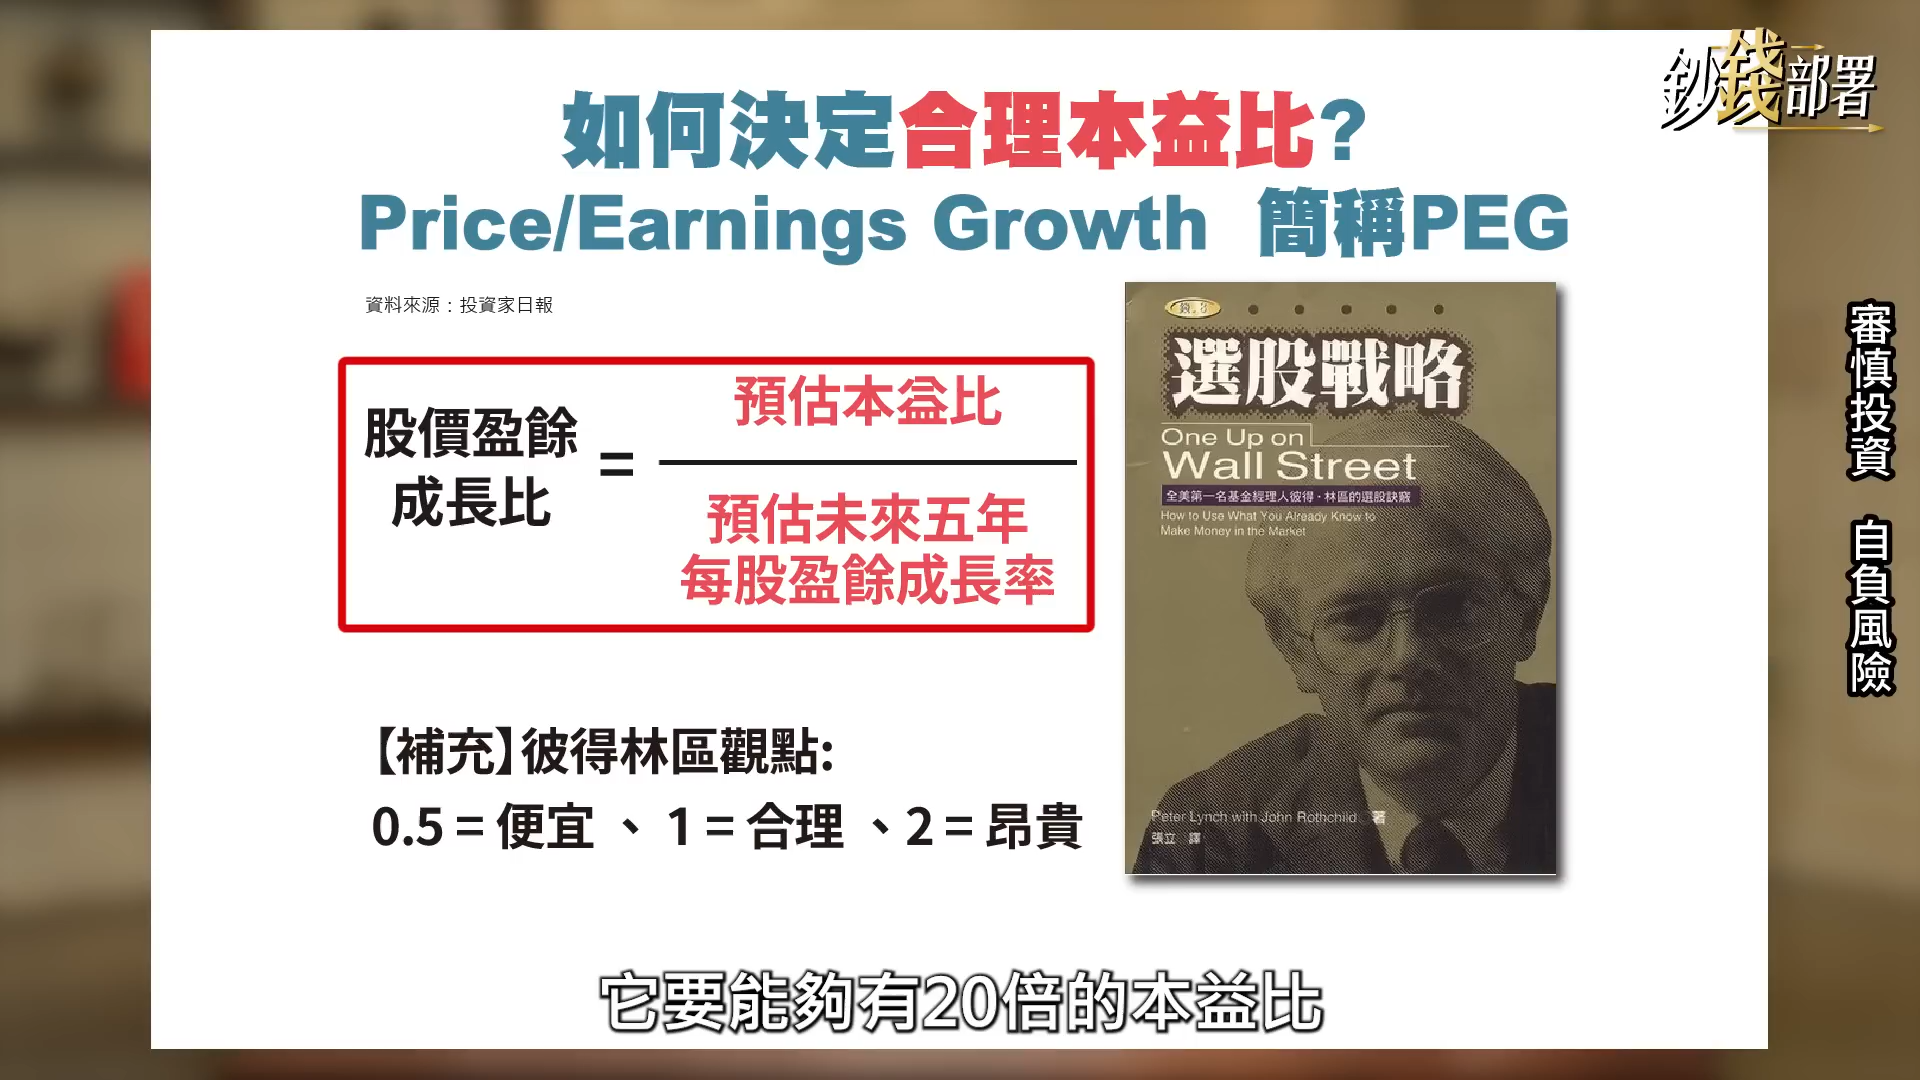 如何決定合理本益比?
Price/Earnings Growth 簡稱PEG
資料來源：投資家日報
股價盈餘
成長比
=
預估本益比
預估未來五年
每股盈餘成長率
【補充】彼得林區觀點:
0.5 = 便宜、1 = 合理、2 = 昂貴
選股戰略
One Up on
Wall Street
全美第一名基金經理人彼得·林區的選股訣竅
How to Use What You Already Know to
Make Money in the Market
Peter Lynch with John Rothchild 著
張立 譯
鈔錢部署
審慎投資 自負風險
它要能夠有20倍的本益比